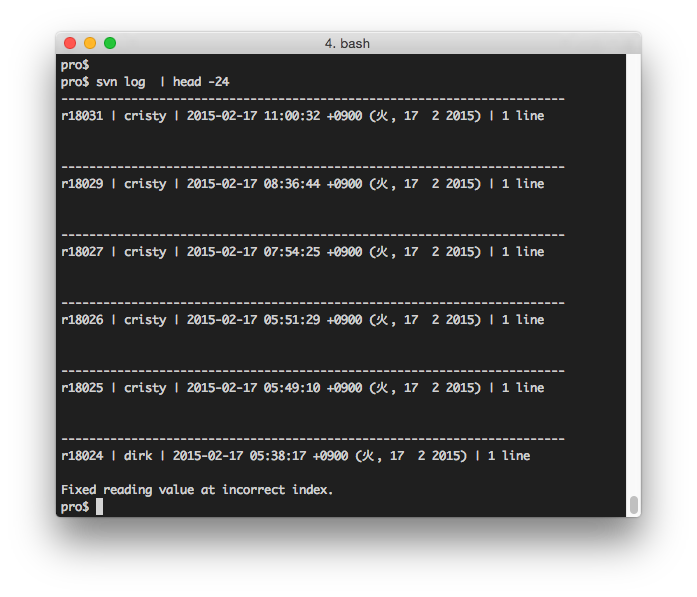 4. bash
pro$
pro$ svn log  | head -24
------------------------------------------------------------------------
r18031 | cristy | 2015-02-17 11:00:32 +0900 (火, 17  2 2015) | 1 line
------------------------------------------------------------------------
r18029 | cristy | 2015-02-17 08:36:44 +0900 (火, 17  2 2015) | 1 line
------------------------------------------------------------------------
r18027 | cristy | 2015-02-17 07:54:25 +0900 (火, 17  2 2015) | 1 line
------------------------------------------------------------------------
r18026 | cristy | 2015-02-17 05:51:29 +0900 (火, 17  2 2015) | 1 line
------------------------------------------------------------------------
r18025 | cristy | 2015-02-17 05:49:10 +0900 (火, 17  2 2015) | 1 line
------------------------------------------------------------------------
r18024 | dirk | 2015-02-17 05:38:17 +0900 (火, 17  2 2015) | 1 line
Fixed reading value at incorrect index.
pro$